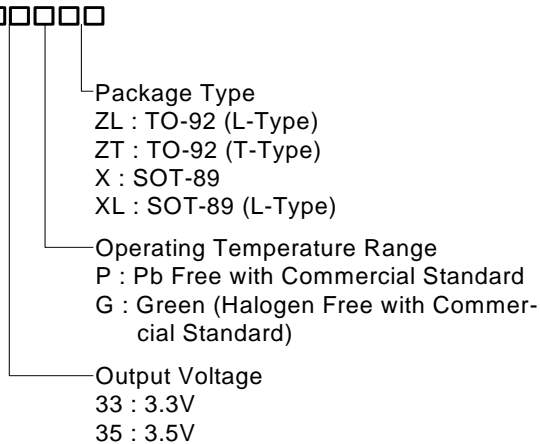 Package Type
ZL : TO-92 (L-Type)
ZT : TO-92 (T-Type)
X : SOT-89
XL : SOT-89 (L-Type)
Operating Temperature Range
P : Pb Free with Commercial Standard
G : Green (Halogen Free with Commer-
cial Standard)
Output Voltage
33 : 3.3V
35 : 3.5V